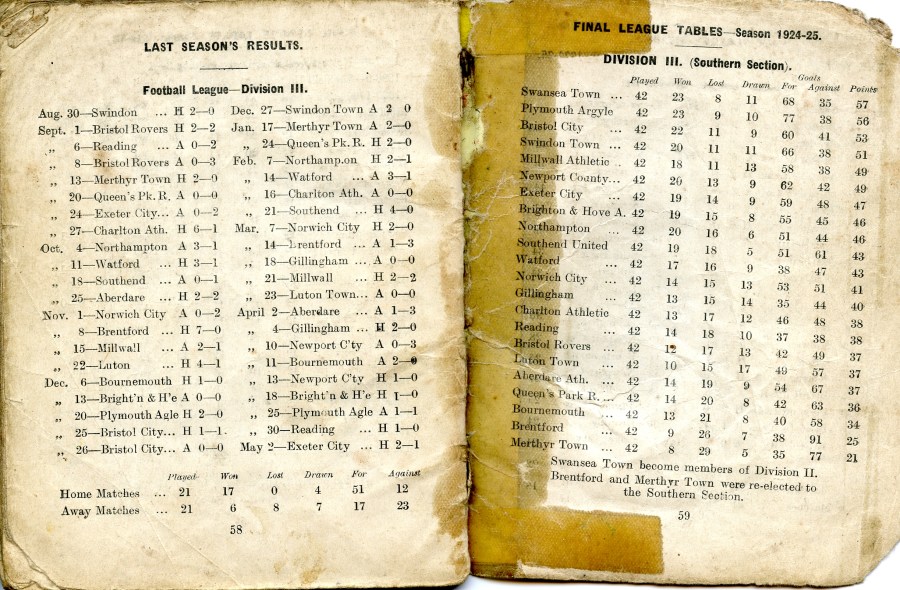 LAST SEASON'S RESULTS.
Football League—Division III.
Aug. 30—Swindon ... H 2—0
Sept. 1—Bristol Rovers H 2—2
„ 6—Reading ... A 0—2
„ 8—Bristol Rovers A 0—3
„ 13—Merthyr Town H 2—0
„ 20—Queen's Pk. R. A 0—0
„ 24—Exeter City... A 0—2
„ 27—Charlton Ath. H 6—1
Oct. 4—Northampton A 3—1
„ 11—Watford ... H 3—1
„ 18—Southend ... A 0—1
„ 25—Aberdare ... H 2—2
Nov. 1—Norwich City A 0—2
„ 8—Brentford ... H 7—0
„ 15—Millwall ... A 2—1
„ 22—Luton ... H 4—1
Dec. 6—Bournemouth H 1—0
„ 13—Bright'n & H'e A 0—0
„ 20—Plymouth Agle H 2—0
„ 25—Bristol City... H 1—1
„ 26—Bristol City... A 0—0
Dec. 27—Swindon Town A 2 0
Jan. 17—Merthyr Town A 2—0
„ 24—Queen's Pk. R. H 2—0
Feb. 7—Northampton H 2—1
„ 14—Watford ... A 3—1
„ 16—Charlton Ath. A 0—0
„ 21—Southend ... H 4—0
Mar. 7—Norwich City H 2—0
„ 14—Brentford ... A 1—3
„ 18—Gillingham ... A 0—0
„ 21—Millwall ... H 2—2
„ 23—Luton Town... A 0—0
April 2—Aberdare ... A 1—3
„ 4—Gillingham ... H 2—0
„ 10—Newport C'ty A 0—3
„ 11—Bournemouth A 2—0
„ 13—Newport C'ty H 1—0
„ 18—Bright'n & H'e H 1—0
„ 25—Plymouth Agle A 1—1
„ 30—Reading ... H 1—0
May 2—Exeter City ... H 2—1
Played Won Lost Drawn For Against
Home Matches ... 21 17 0 4 51 12
Away Matches ... 21 6 8 7 17 23
58
FINAL LEAGUE TABLES—Season 1924-25.
DIVISION III. (Southern Section).
Goals
Played Won Lost Drawn For Against Points
Swansea Town ... 42 23 8 11 68 35 57
Plymouth Argyle 42 23 9 10 77 38 56
Bristol City ... 42 22 11 9 60 41 53
Swindon Town ... 42 20 11 11 66 38 51
Millwall Athletic .. 42 18 11 13 58 38 49
Newport County... 42 20 13 9 62 42 49
Exeter City ... 42 19 14 9 59 48 47
Brighton & Hove A. 42 19 15 8 55 45 46
Northampton ... 42 20 16 6 51 44 46
Southend United 42 19 18 5 51 61 43
Watford ... 42 17 16 9 38 47 43
Norwich City ... 42 14 15 13 53 51 41
Gillingham ... 42 13 15 14 35 44 40
Charlton Athletic 42 13 17 12 46 48 38
Reading ... 42 14 18 10 37 38 38
Bristol Rovers ... 42 12 17 13 42 49 37
Luton Town ... 42 10 15 17 49 57 37
Aberdare Ath. ... 42 14 19 9 54 67 37
Queen's Park R. ... 42 14 20 8 42 63 36
Bournemouth ... 42 13 21 8 40 58 34
Brentford ... 42 9 26 7 38 91 25
Merthyr Town ... 42 8 29 5 35 77 21
Swansea Town become members of Division II.
Brentford and Merthyr Town were re-elected to
the Southern Section.
59